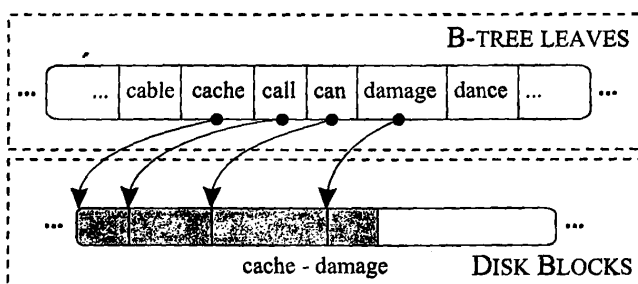 B-TREE LEAVES
... ... cable cache call can damage dance ... ...
... ...
cache - damage
DISK BLOCKS